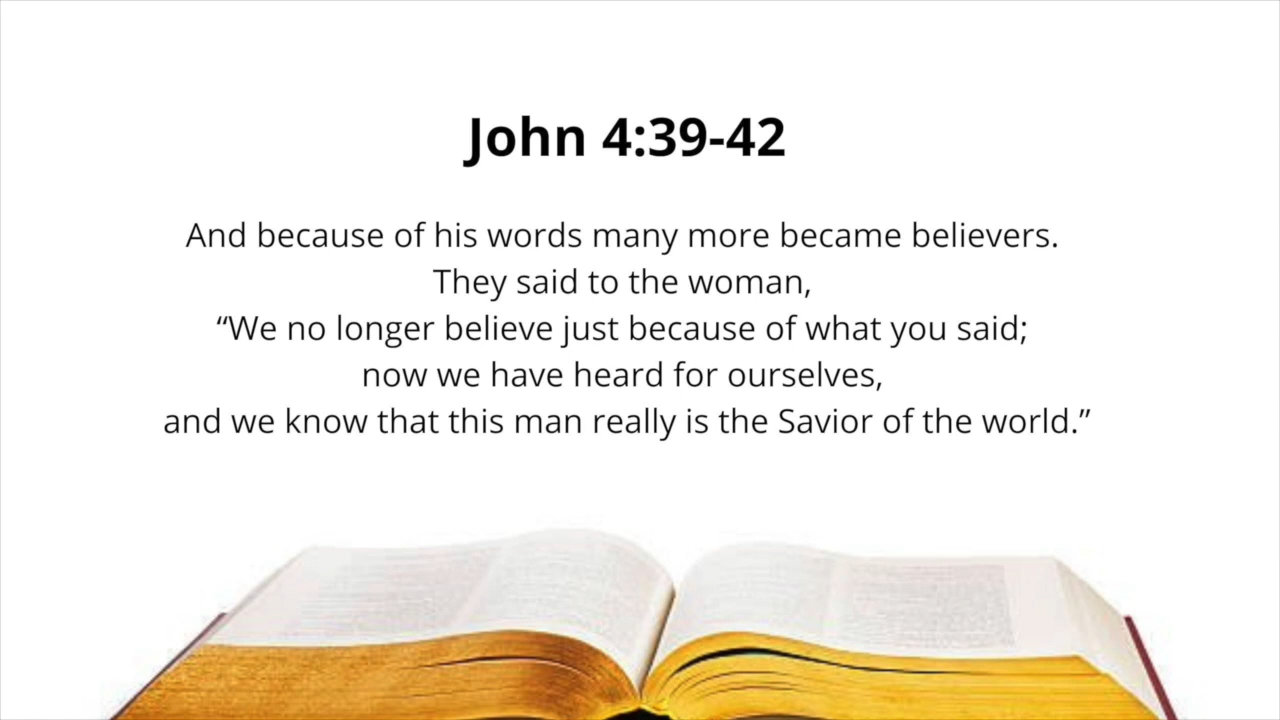 John 4:39-42
And because of his words many more became believers.
They said to the woman,
“We no longer believe just because of what you said;
now we have heard for ourselves,
and we know that this man really is the Savior of the world.”